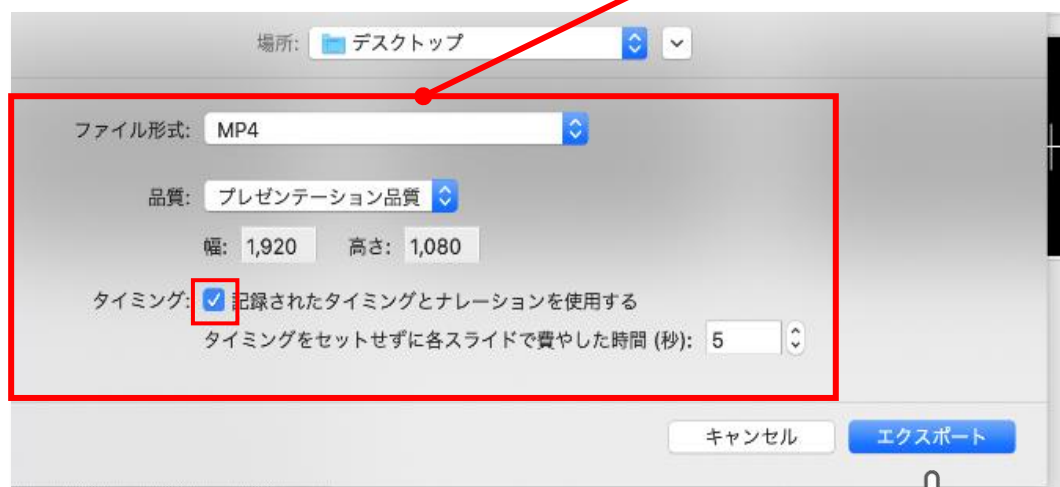 場所: デスクトップ
ファイル形式: MP4
品質: プレゼンテーション品質
幅: 1,920 高さ: 1,080
タイミング: 記録されたタイミングとナレーションを使用する
タイミングをセットせずに各スライドで費やした時間 (秒): 5
キャンセル エクスポート